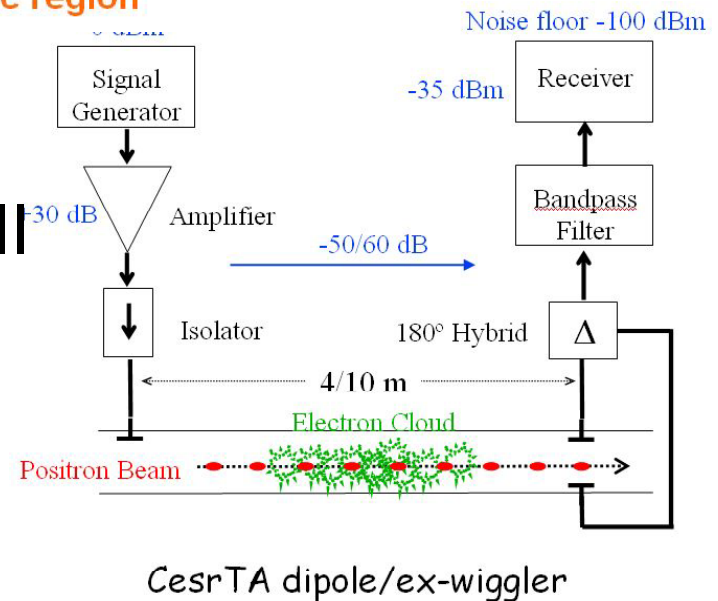 c region
Noise floor -100 dBm
Signal
Generator
-35 dBm
Receiver
+30 dB
Amplifier
Bandpass
Filter
-50/60 dB
Isolator
180° Hybrid
Δ
4/10 m
Electron Cloud
Positron Beam
CesrTA dipole/ex-wiggler